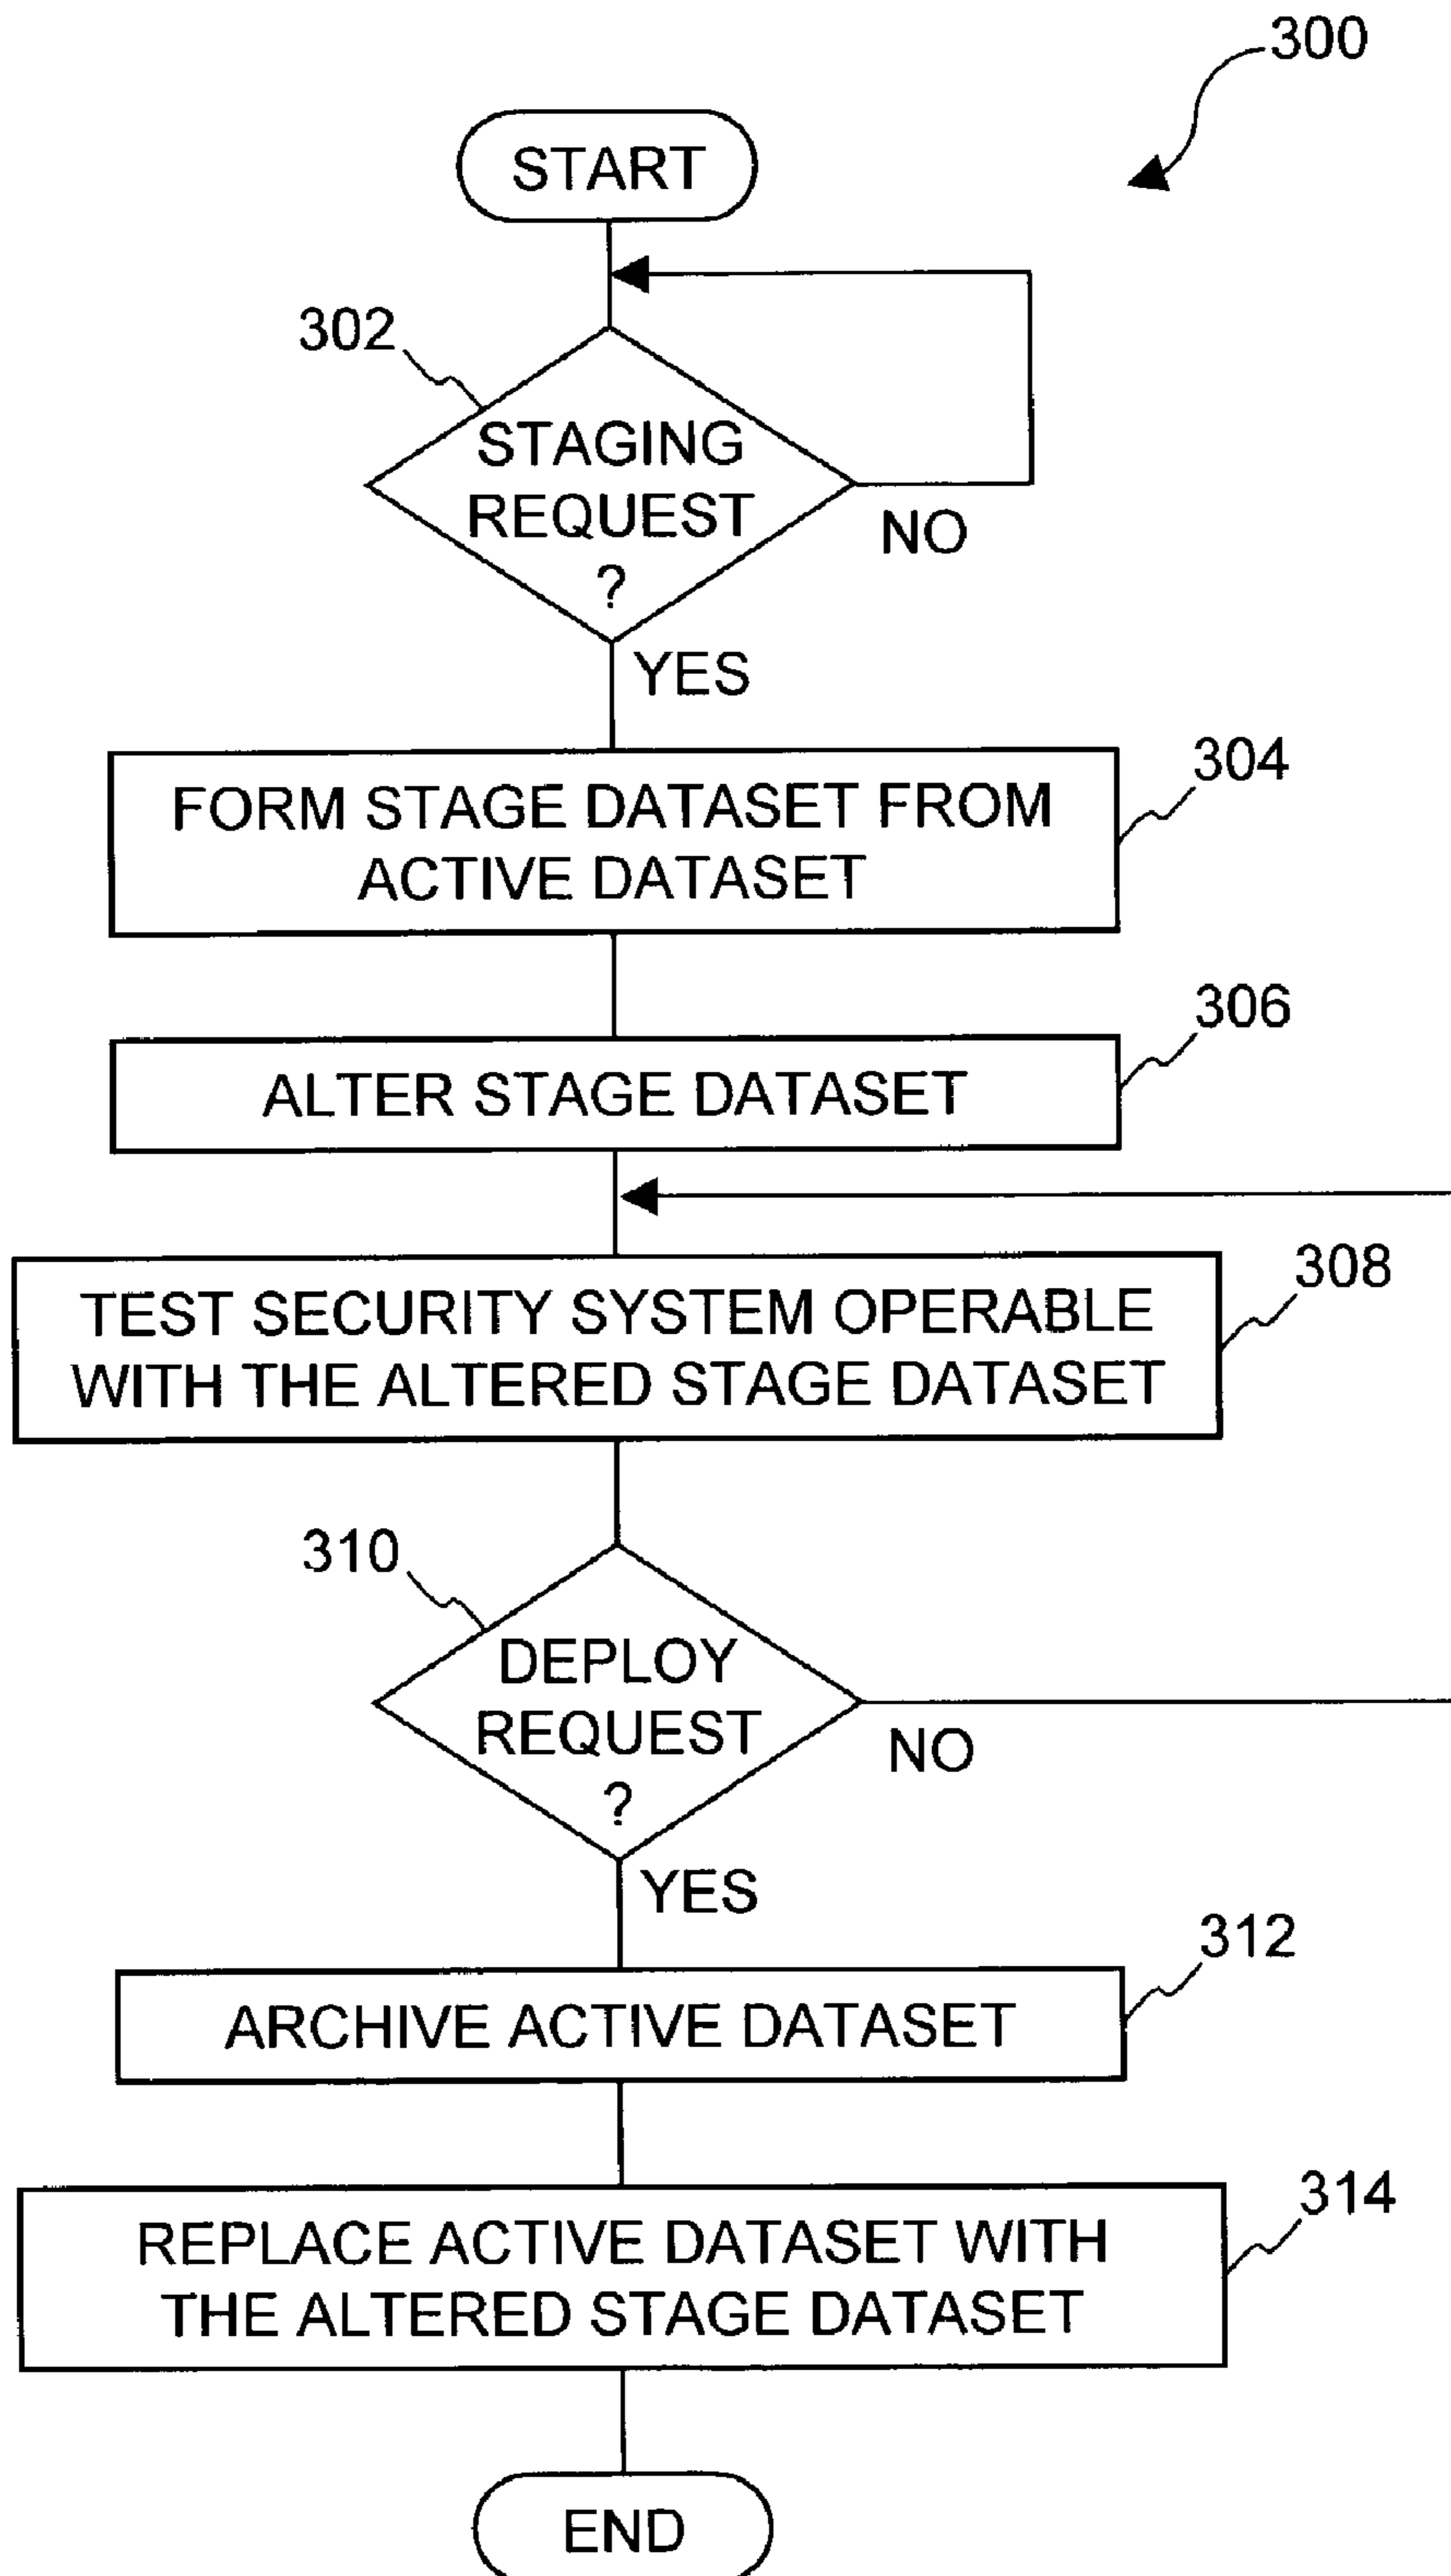 300
START
302
STAGING
REQUEST
?
NO
YES
304
FORM STAGE DATASET FROM
ACTIVE DATASET
306
ALTER STAGE DATASET
308
TEST SECURITY SYSTEM OPERABLE
WITH THE ALTERED STAGE DATASET
310
DEPLOY
REQUEST
?
NO
YES
312
ARCHIVE ACTIVE DATASET
314
REPLACE ACTIVE DATASET WITH
THE ALTERED STAGE DATASET
END